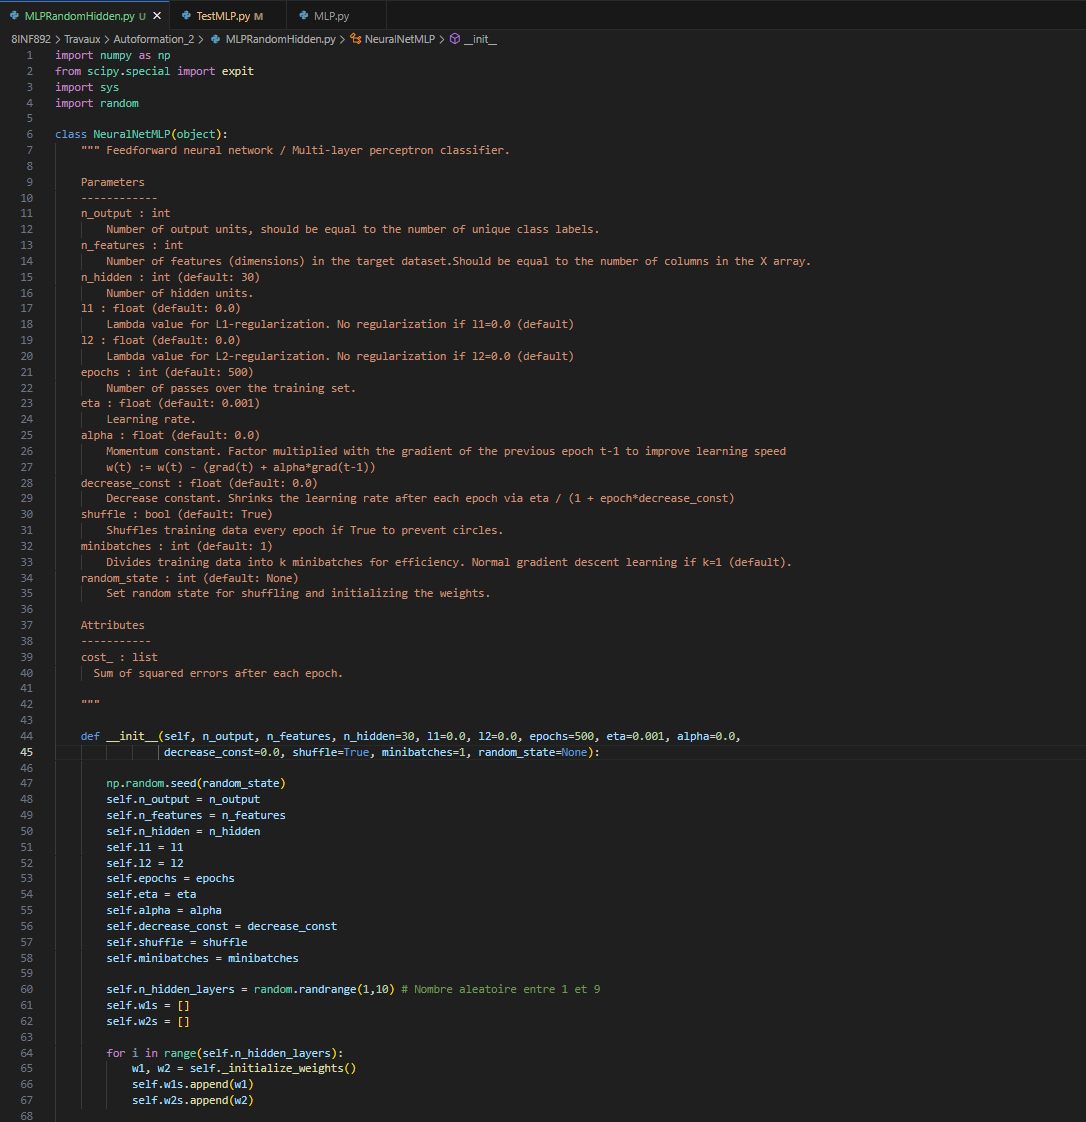 MLPRandomHidden.py U TestMLP.py M MLP.py
8INF892 > Travaux > Autoformation_2 > MLPRandomHidden.py > NeuralNetMLP > __init__
1 import numpy as np
2 from scipy.special import expit
3 import sys
4 import random
5
6 class NeuralNetMLP(object):
7 """ Feedforward neural network / Multi-layer perceptron classifier.
8
9 Parameters
10 ------------
11 n_output : int
12 Number of output units, should be equal to the number of unique class labels.
13 n_features : int
14 Number of features (dimensions) in the target dataset.Should be equal to the number of columns in the X array.
15 n_hidden : int (default: 30)
16 Number of hidden units.
17 l1 : float (default: 0.0)
18 Lambda value for L1-regularization. No regularization if l1=0.0 (default)
19 l2 : float (default: 0.0)
20 Lambda value for L2-regularization. No regularization if l2=0.0 (default)
21 epochs : int (default: 500)
22 Number of passes over the training set.
23 eta : float (default: 0.001)
24 Learning rate.
25 alpha : float (default: 0.0)
26 Momentum constant. Factor multiplied with the gradient of the previous epoch t-1 to improve learning speed
27 w(t) := w(t) - (grad(t) + alpha*grad(t-1))
28 decrease_const : float (default: 0.0)
29 Decrease constant. Shrinks the learning rate after each epoch via eta / (1 + epoch*decrease_const)
30 shuffle : bool (default: True)
31 Shuffles training data every epoch if True to prevent circles.
32 minibatches : int (default: 1)
33 Divides training data into k minibatches for efficiency. Normal gradient descent learning if k=1 (default).
34 random_state : int (default: None)
35 Set random state for shuffling and initializing the weights.
36
37 Attributes
38 -----------
39 cost_ : list
40 Sum of squared errors after each epoch.
41
42 """
43
44 def __init__(self, n_output, n_features, n_hidden=30, l1=0.0, l2=0.0, epochs=500, eta=0.001, alpha=0.0,
45 decrease_const=0.0, shuffle=True, minibatches=1, random_state=None):
46
47 np.random.seed(random_state)
48 self.n_output = n_output
49 self.n_features = n_features
50 self.n_hidden = n_hidden
51 self.l1 = l1
52 self.l2 = l2
53 self.epochs = epochs
54 self.eta = eta
55 self.alpha = alpha
56 self.decrease_const = decrease_const
57 self.shuffle = shuffle
58 self.minibatches = minibatches
59
60 self.n_hidden_layers = random.randrange(1,10) # Nombre aleatoire entre 1 et 9
61 self.w1s = []
62 self.w2s = []
63
64 for i in range(self.n_hidden_layers):
65 w1, w2 = self._initialize_weights()
66 self.w1s.append(w1)
67 self.w2s.append(w2)
68